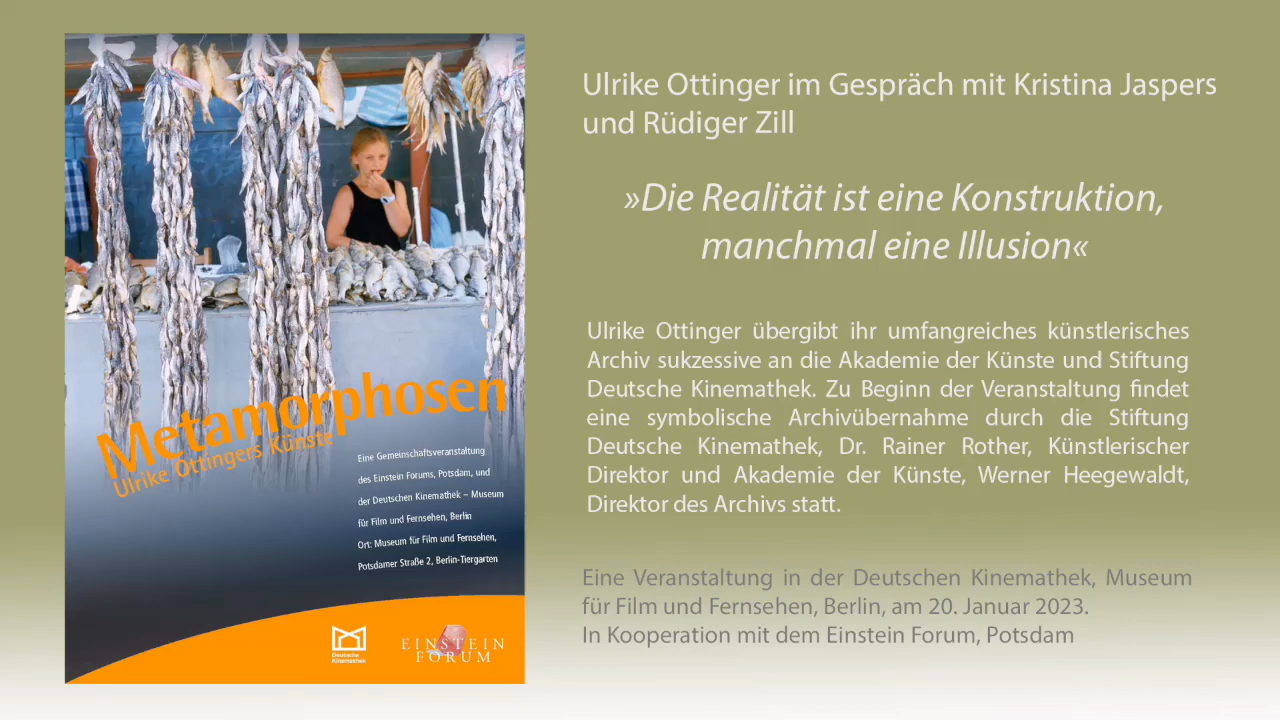 Metamorphosen
Ulrike Ottingers Künste
Eine Gemeinschaftsveranstaltung
des Einstein Forums, Potsdam, und
der Deutschen Kinemathek – Museum
für Film und Fernsehen, Berlin
Ort: Museum für Film und Fernsehen,
Potsdamer Straße 2, Berlin-Tiergarten
Deutsche
Kinemathek
EINSTEIN
FORUM
Ulrike Ottinger im Gespräch mit Kristina Jaspers
und Rüdiger Zill
»Die Realität ist eine Konstruktion,
manchmal eine Illusion«
Ulrike Ottinger übergibt ihr umfangreiches künstlerisches
Archiv sukzessive an die Akademie der Künste und Stiftung
Deutsche Kinemathek. Zu Beginn der Veranstaltung findet
eine symbolische Archivübernahme durch die Stiftung
Deutsche Kinemathek, Dr. Rainer Rother, Künstlerischer
Direktor und Akademie der Künste, Werner Heegewaldt,
Direktor des Archivs statt.
Eine Veranstaltung in der Deutschen Kinemathek, Museum
für Film und Fernsehen, Berlin, am 20. Januar 2023.
In Kooperation mit dem Einstein Forum, Potsdam